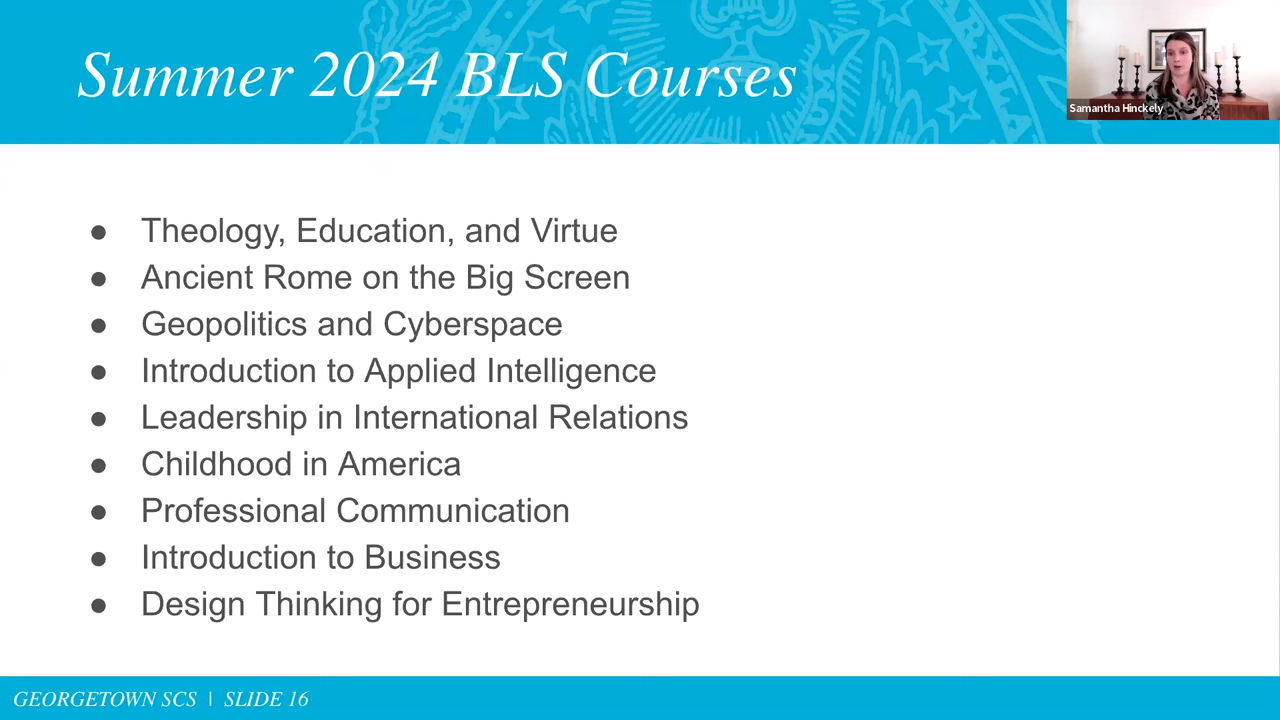 Summer 2024 BLS Courses
Samantha Hinckely
● Theology, Education, and Virtue
● Ancient Rome on the Big Screen
● Geopolitics and Cyberspace
● Introduction to Applied Intelligence
● Leadership in International Relations
● Childhood in America
● Professional Communication
● Introduction to Business
● Design Thinking for Entrepreneurship
GEORGETOWN SCS | SLIDE 16